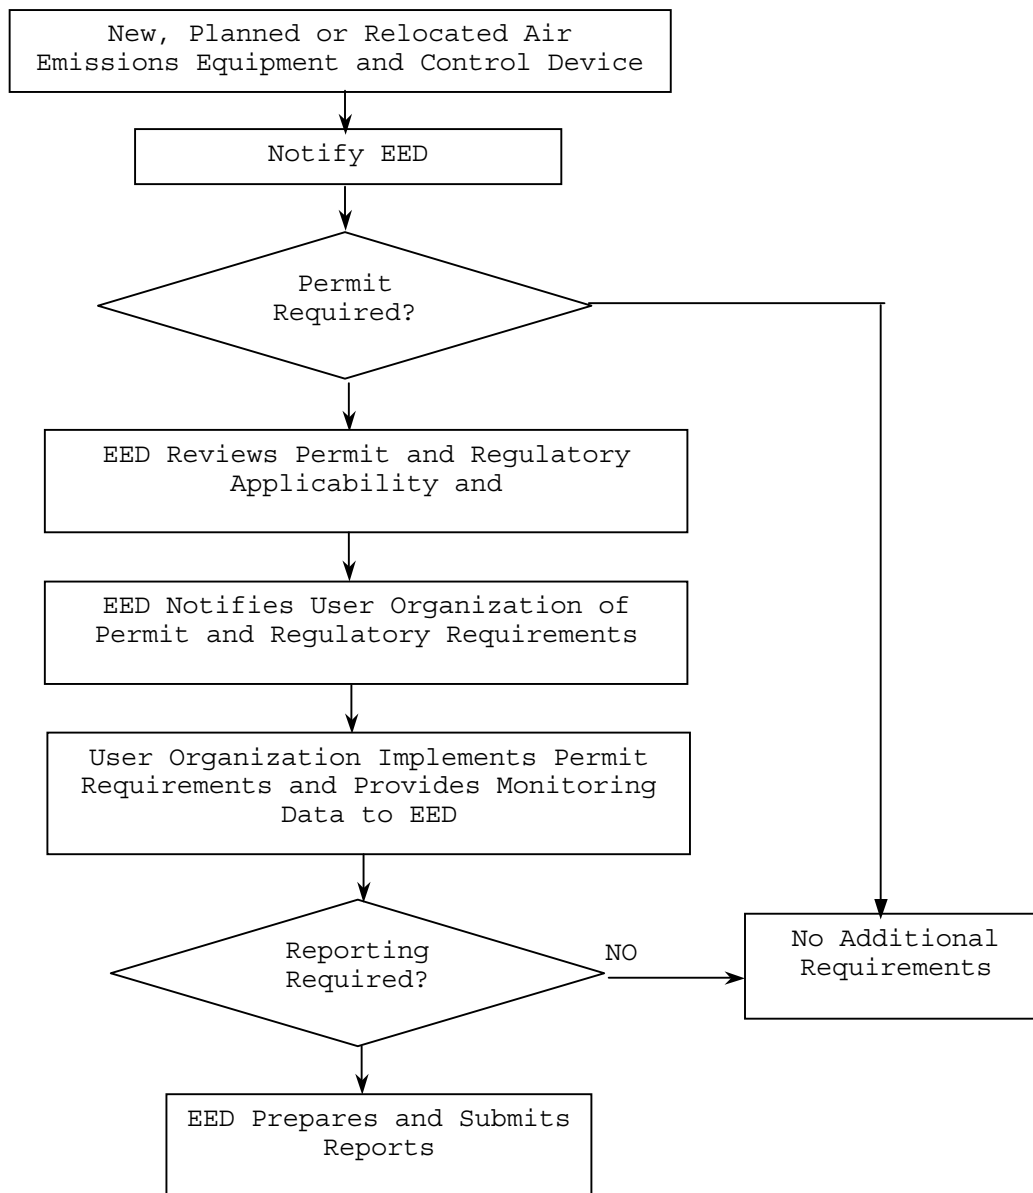 New, Planned or Relocated Air
Emissions Equipment and Control Device
Notify EED
Permit
Required?
EED Reviews Permit and Regulatory
Applicability and
EED Notifies User Organization of
Permit and Regulatory Requirements
User Organization Implements Permit
Requirements and Provides Monitoring
Data to EED
Reporting
Required?
NO
No Additional
Requirements
EED Prepares and Submits
Reports